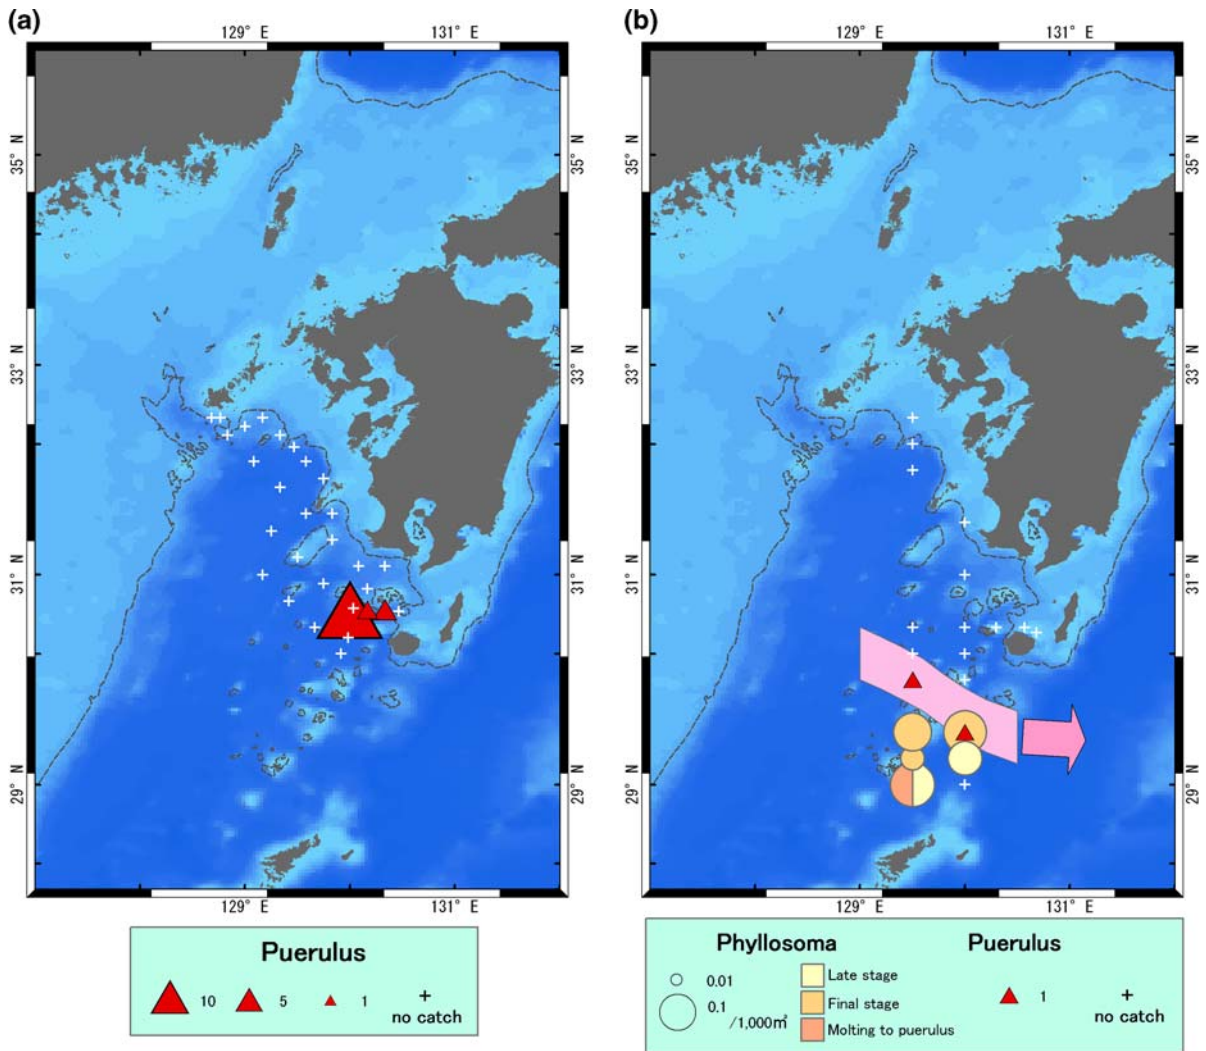 (a)
(b)
129° E
131° E
129° E
131° E
35° N
35° N
35° N
35° N
33° N
33° N
33° N
33° N
31° N
31° N
31° N
31° N
29° N
29° N
29° N
29° N
129° E
131° E
129° E
131° E
Puerulus
10
5
1
no catch
Phyllosoma
Puerulus
0.01
0.1
/1,000㎥
Late stage
Final stage
Molting to puerulus
1
no catch